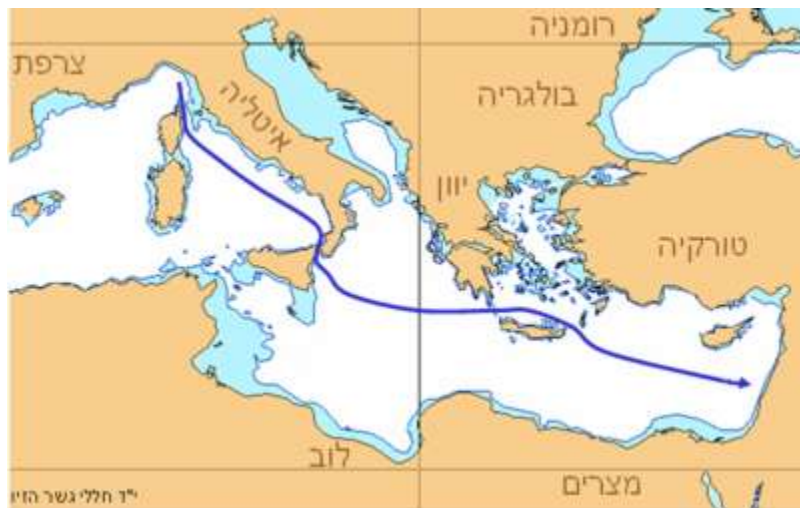 רומניה
צרפת
בולגריה
איטליה
יוון
טורקיה
לוב
מצרים
י"ד חללי גשר הזיו